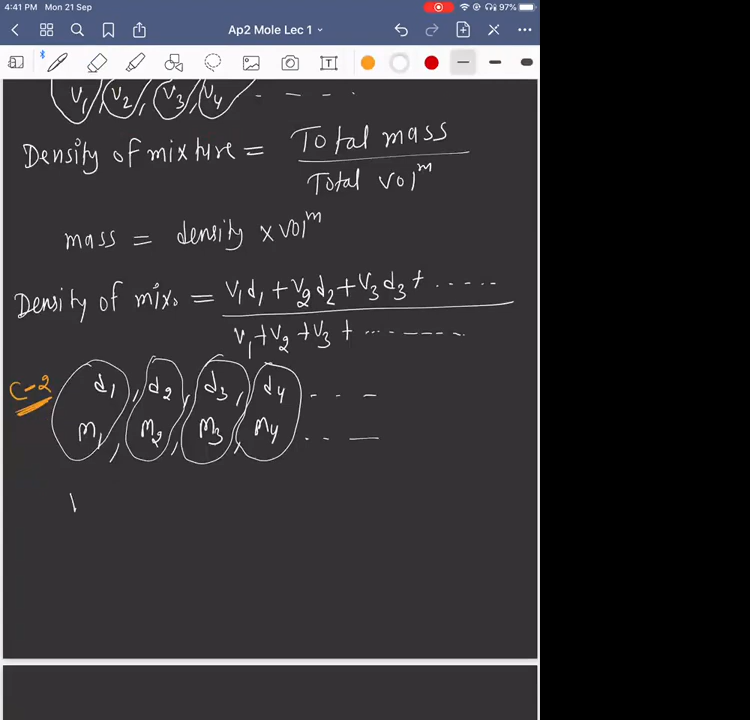 4:41 PM Mon 21 Sep 97%
Ap2 Mole Lec 1
V₁, V₂, V₃, V₄ - - - .
Density of mixture = Total mass / Total volᵐ
mass = density × volᵐ
Density of mix. = V₁d₁ + V₂d₂ + V₃d₃ + ...... / V₁ + V₂ + V₃ + ... ------
C-2 d₁, d₂, d₃, d₄ - - -
M₁, M₂, M₃, M₄ .. - —